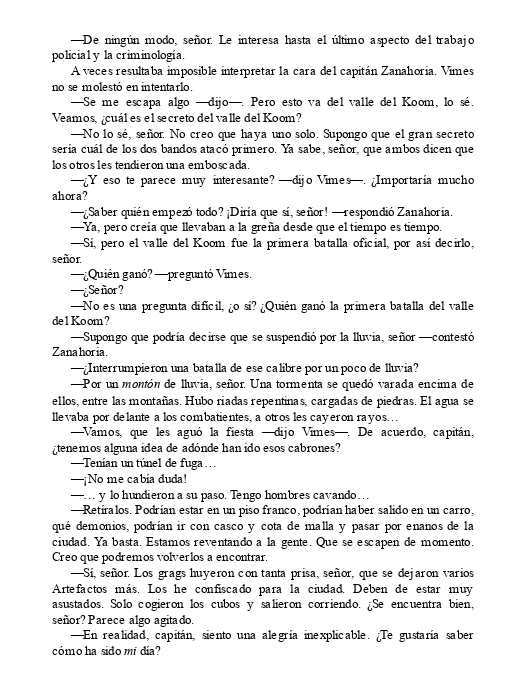 —De ningún modo, señor. Le interesa hasta el último aspecto del trabajo
policial y la criminología.
A veces resultaba imposible interpretar la cara del capitán Zanahoria. Vimes
no se molestó en intentarlo.
—Se me escapa algo —dijo—. Pero esto va del valle del Koom, lo sé.
Veamos, ¿cuál es el secreto del valle del Koom?
—No lo sé, señor. No creo que haya uno solo. Supongo que el gran secreto
sería cuál de los dos bandos atacó primero. Ya sabe, señor, que ambos dicen que
los otros les tendieron una emboscada.
—¿Y eso te parece muy interesante? —dijo Vimes—. ¿Importaría mucho
ahora?
—¿Saber quién empezó todo? ¡Diría que sí, señor! —respondió Zanahoria.
—Ya, pero creía que llevaban a la greña desde que el tiempo es tiempo.
—Sí, pero el valle del Koom fue la primera batalla oficial, por así decirlo,
señor.
—¿Quién ganó? —preguntó Vimes.
—¿Señor?
—No es una pregunta difícil, ¿o sí? ¿Quién ganó la primera batalla del valle
del Koom?
—Supongo que podría decirse que se suspendió por la lluvia, señor —contestó
Zanahoria.
—¿Interrumpieron una batalla de ese calibre por un poco de lluvia?
—Por un montón de lluvia, señor. Una tormenta se quedó varada encima de
ellos, entre las montañas. Hubo riadas repentinas, cargadas de piedras. El agua se
llevaba por delante a los combatientes, a otros les cayeron rayos…
—Vamos, que les aguó la fiesta —dijo Vimes—. De acuerdo, capitán,
¿tenemos alguna idea de adónde han ido esos cabrones?
—Tenían un túnel de fuga…
—¡No me cabía duda!
—… y lo hundieron a su paso. Tengo hombres cavando…
—Retíralos. Podrían estar en un piso franco, podrían haber salido en un carro,
qué demonios, podrían ir con casco y cota de malla y pasar por enanos de la
ciudad. Ya basta. Estamos reventando a la gente. Que se escapen de momento.
Creo que podremos volverlos a encontrar.
—Sí, señor. Los grags huyeron con tanta prisa, señor, que se dejaron varios
Artefactos más. Los he confiscado para la ciudad. Deben de estar muy
asustados. Solo cogieron los cubos y salieron corriendo. ¿Se encuentra bien,
señor? Parece algo agitado.
—En realidad, capitán, siento una alegría inexplicable. ¿Te gustaría saber
cómo ha sido mi día?